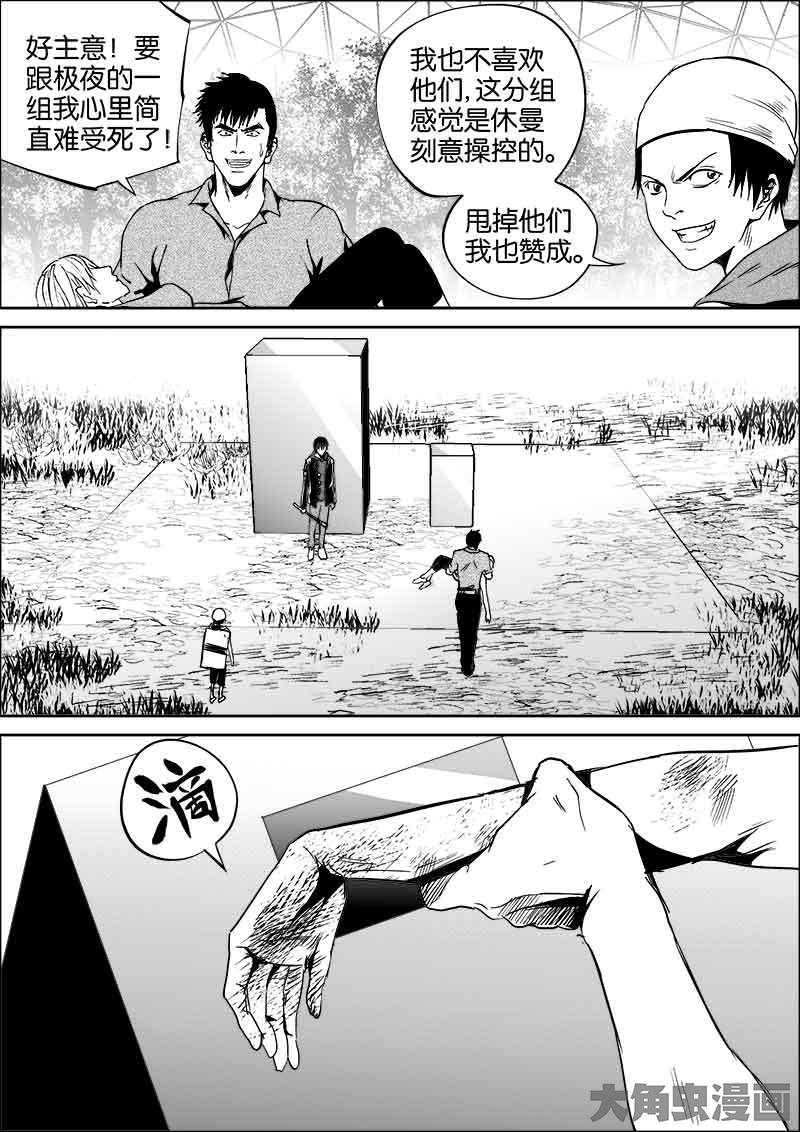 好主意！要
跟极夜的一
组我心里简
直难受死了！
我也不喜欢
他们，这分组
感觉是休曼
刻意操控的。
甩掉他们
我也赞成。
滴
大角虫漫画